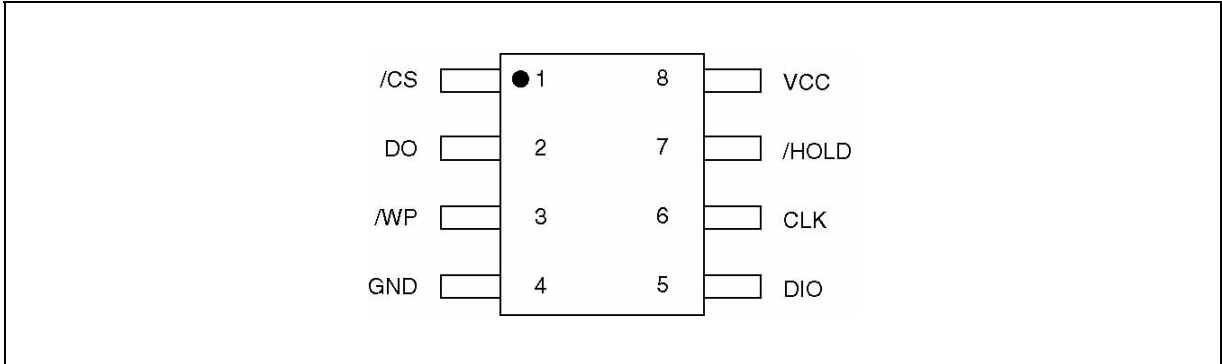 /CS 1 8 VCC
DO 2 7 /HOLD
/WP 3 6 CLK
GND 4 5 DIO